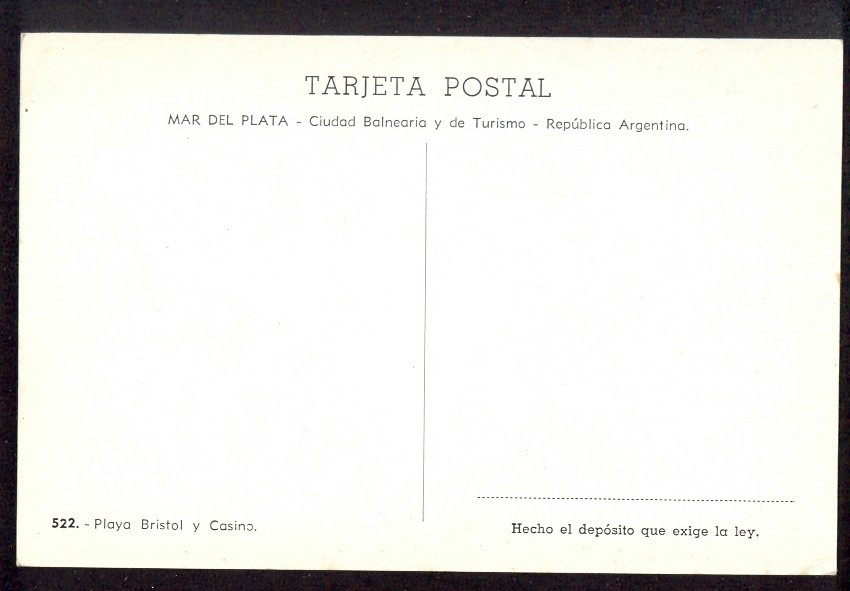 TARJETA POSTAL
MAR DEL PLATA - Ciudad Balnearia y de Turismo - República Argentina.
522. - Playa Bristol y Casino.
Hecho el depósito que exige la ley.